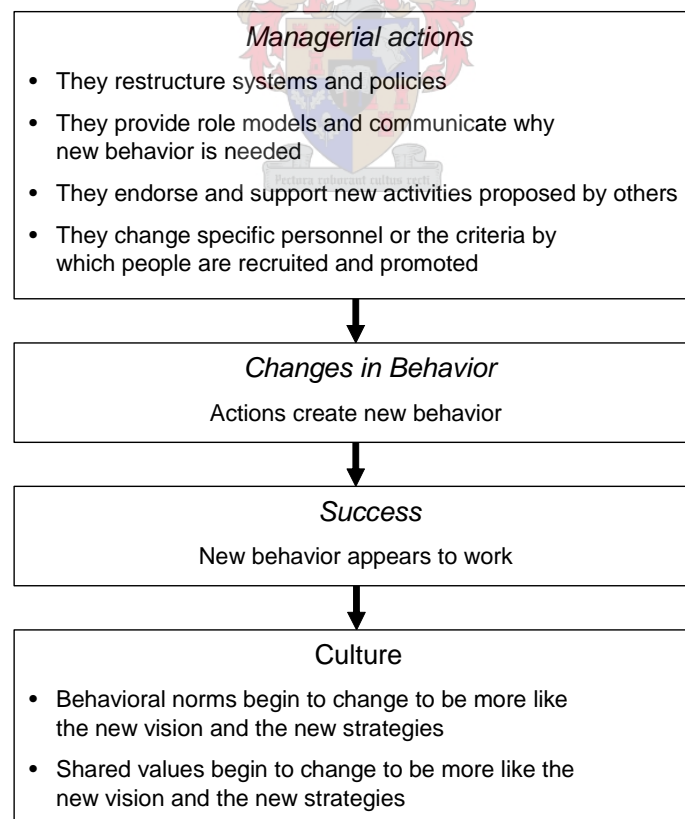 Managerial actions
• They restructure systems and policies
• They provide role models and communicate why
new behavior is needed
Pectora roborant cultus recti
• They endorse and support new activities proposed by others
• They change specific personnel or the criteria by
which people are recruited and promoted
Changes in Behavior
Actions create new behavior
Success
New behavior appears to work
Culture
• Behavioral norms begin to change to be more like
the new vision and the new strategies
• Shared values begin to change to be more like the
new vision and the new strategies